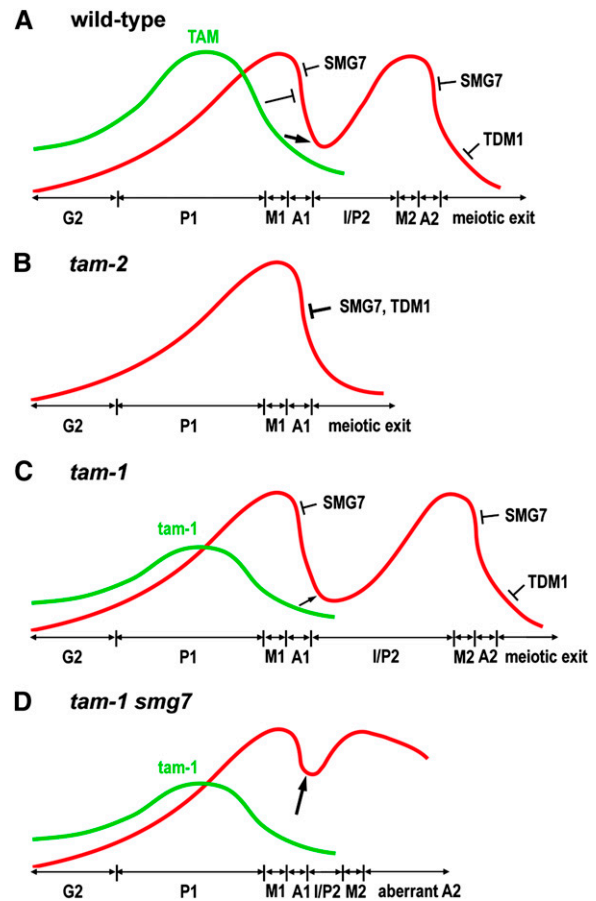 A wild-type
TAM
SMG7
SMG7
TDM1
G2 P1 M1 A1 I/P2 M2 A2 meiotic exit
B tam-2
SMG7, TDM1
G2 P1 M1 A1 meiotic exit
C tam-1
SMG7
tam-1
SMG7
TDM1
G2 P1 M1 A1 I/P2 M2 A2 meiotic exit
D tam-1 smg7
tam-1
G2 P1 M1 A1 I/P2 M2 aberrant A2